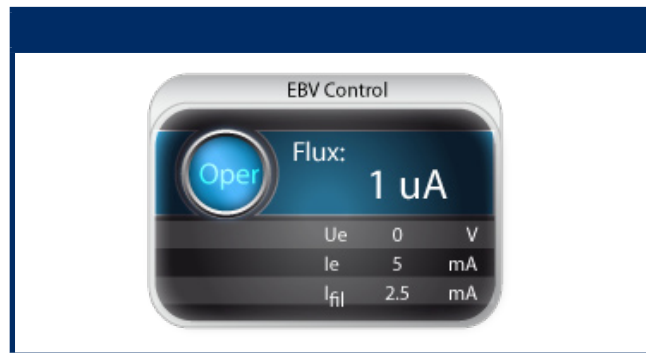 EBV Control
Oper
Flux:
1 uA
Ue 0 V
Ie 5 mA
Ifil 2.5 mA